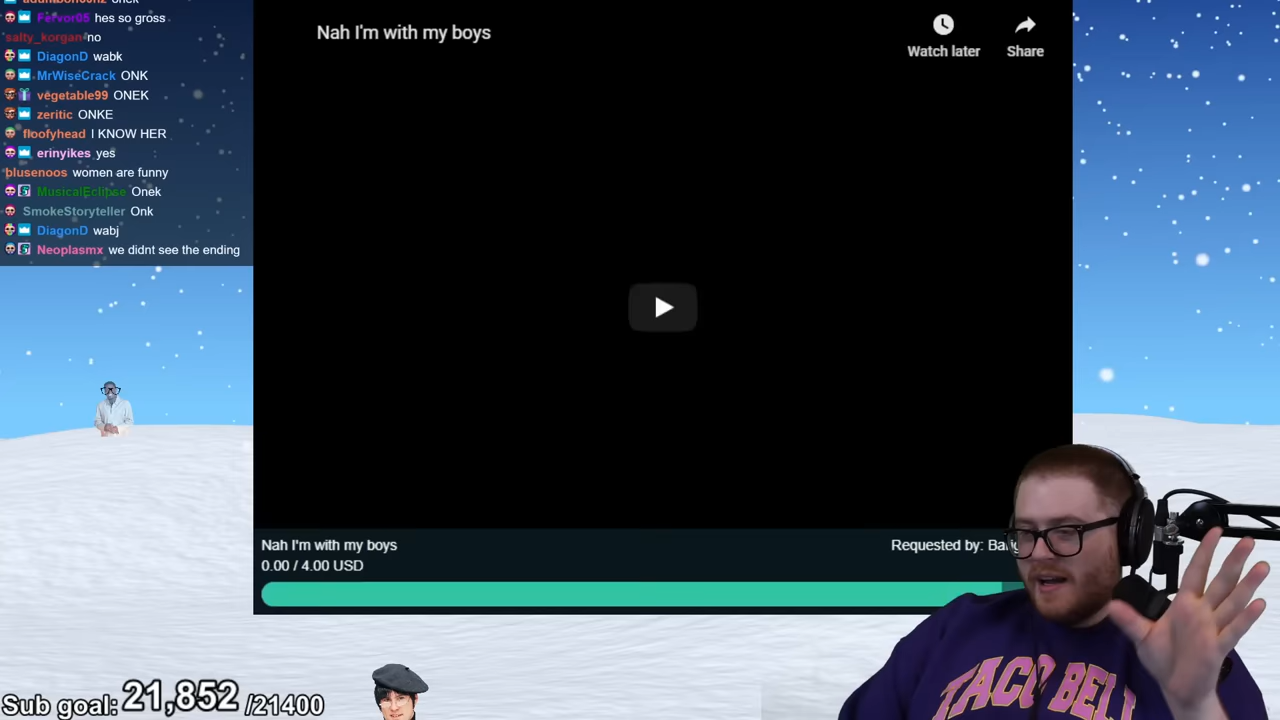 Fervor05 hes so gross
salty_korgan no
DiagonD wabk
MrWiseCrack ONK
vegetable99 ONEK
zeritic ONKE
floofyhead I KNOW HER
erinyikes yes
blusenoos women are funny
MusicalEclipse Onek
SmokeStoryteller Onk
DiagonD wabj
Neoplasmx we didnt see the ending
Nah I'm with my boys
Watch later
Share
Nah I'm with my boys
Requested by:
0.00 / 4.00 USD
TACO BELL
Sub goal: 21,852 /21400